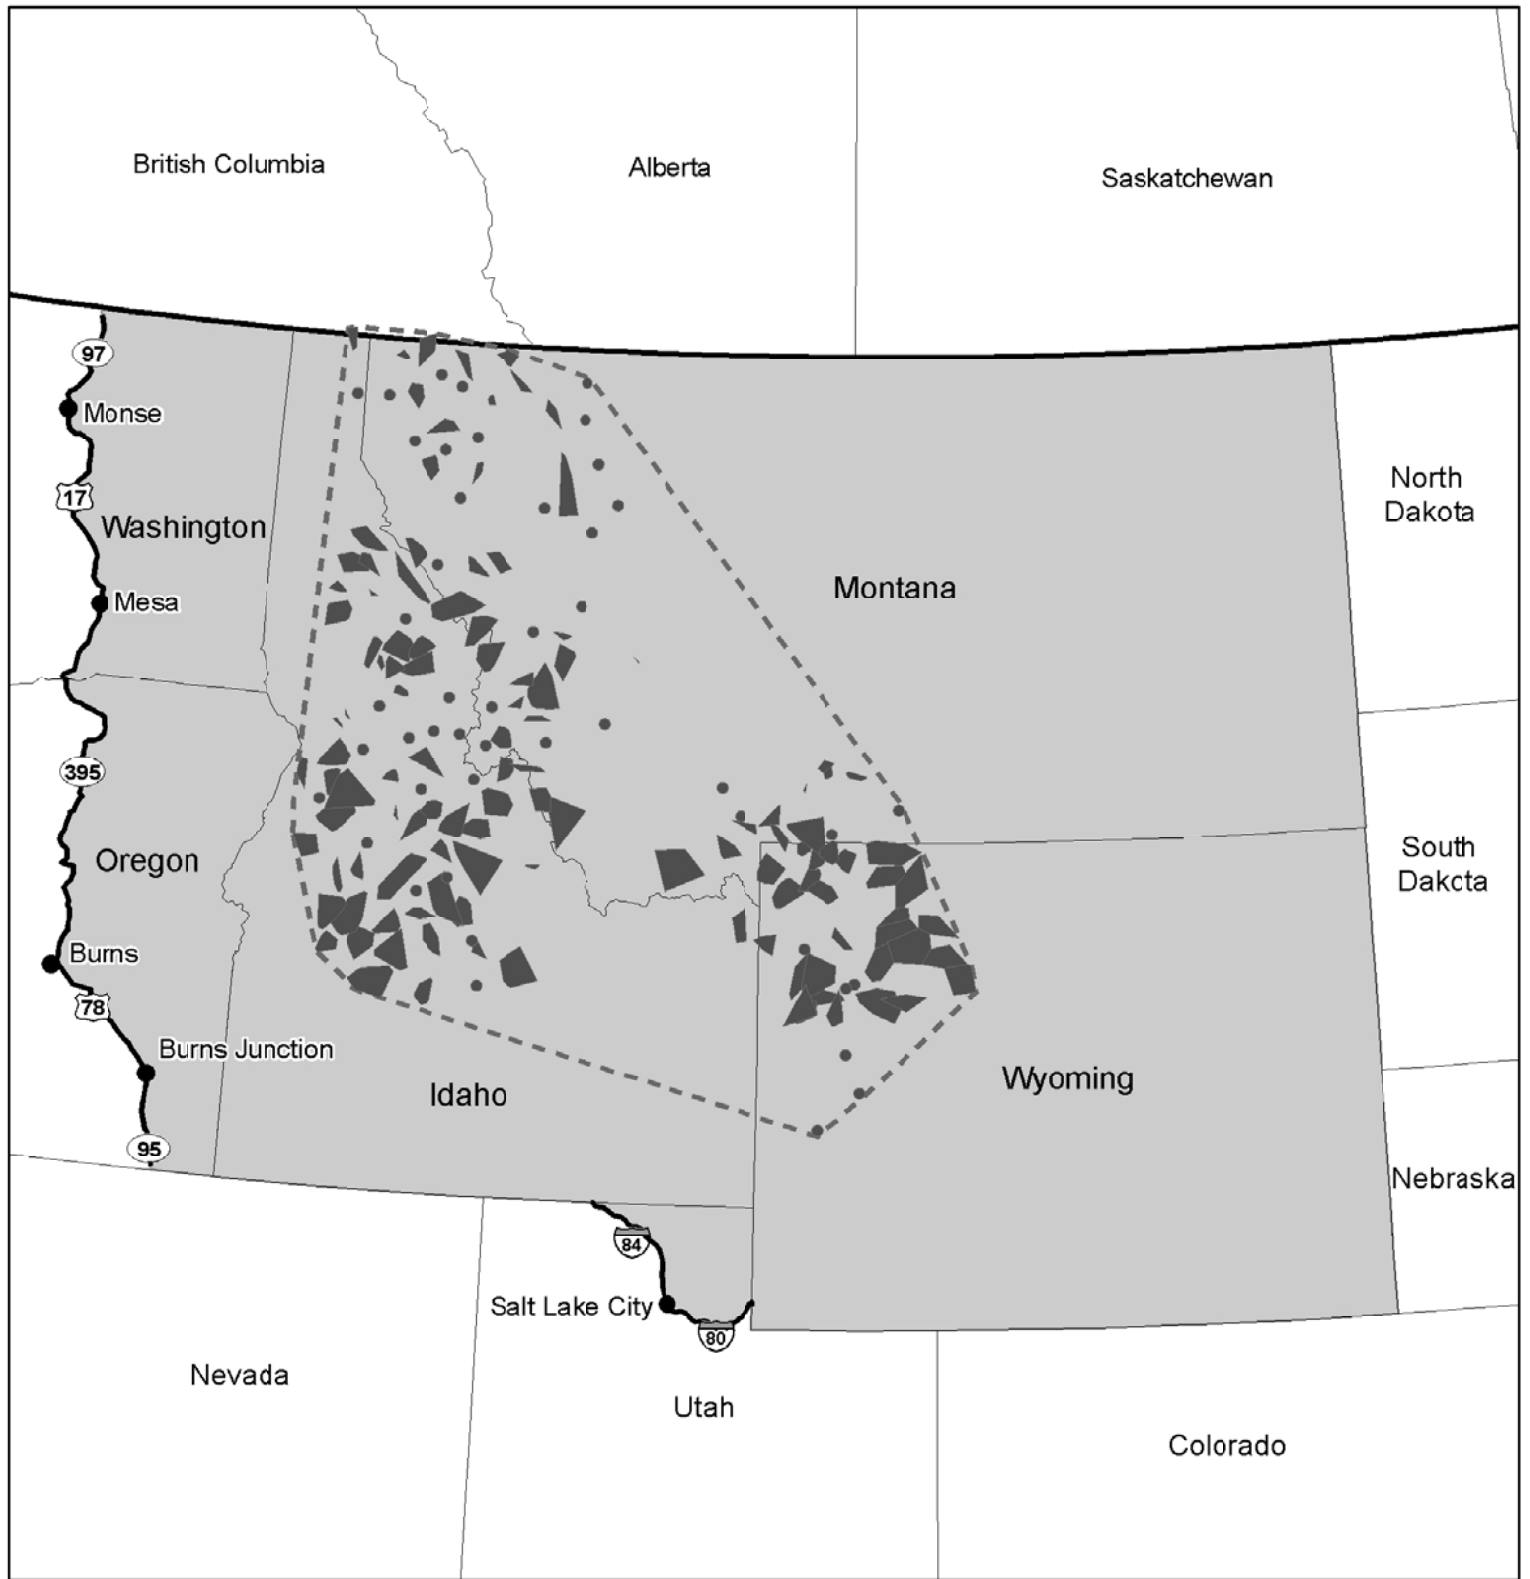 British Columbia
Alberta
Saskatchewan
97
Monse
17
Washington
North
Dakota
Montana
Mesa
395
Oregon
South
Dakcta
Burns
78
Burns Junction
Idaho
Wyoming
95
Nebraska
84
Salt Lake City
80
Nevada
Utah
Colorado